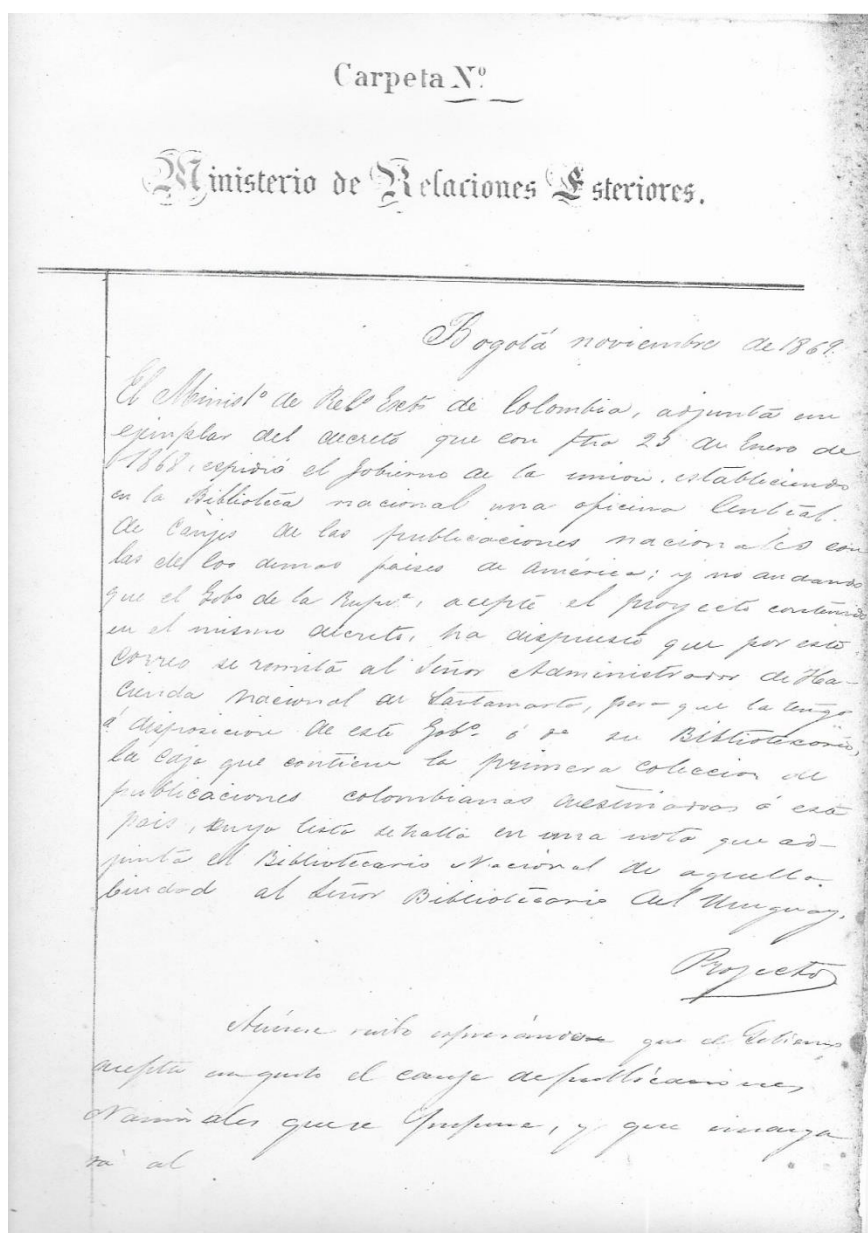 Carpeta Nº
Ministerio de Relaciones Esteriores.
Bogotá noviembre de 1869.
El Minist.º de Rel.s Ext.s de Colombia, adjunta un
ejemplar del decreto que con fha 25 de Enero de
1868, espidió el Gobierno de la union, estableciendo
en la Biblioteca nacional una oficina Central.
de Canjes de las publicaciones nacionales con
las de los demas paises de América; y no dudando
que el Gob.º de la Repu.ª, acepte el proyecto contenido
en el mismo decreto, ha dispuesto que por este
correo se remita al Señor Administrador de Ha-
cienda Nacional de Santamarta, para que la tenga
á disposicion de este Gob.º ó de su Bibliotecario,
la caja que contiene la primera coleccion de
publicaciones colombianas destinadas á este
pais, cuya lista se halla en una nota que ad-
junta el Bibliotecario Nacional de aquella
Ciudad al Señor Bibliotecario del Uruguay.
Proyecto
recibo espresándose que el Gobierno
acepta con gusto el canje de publicaciones
Nacionales que se propone, y que encarga
rá al